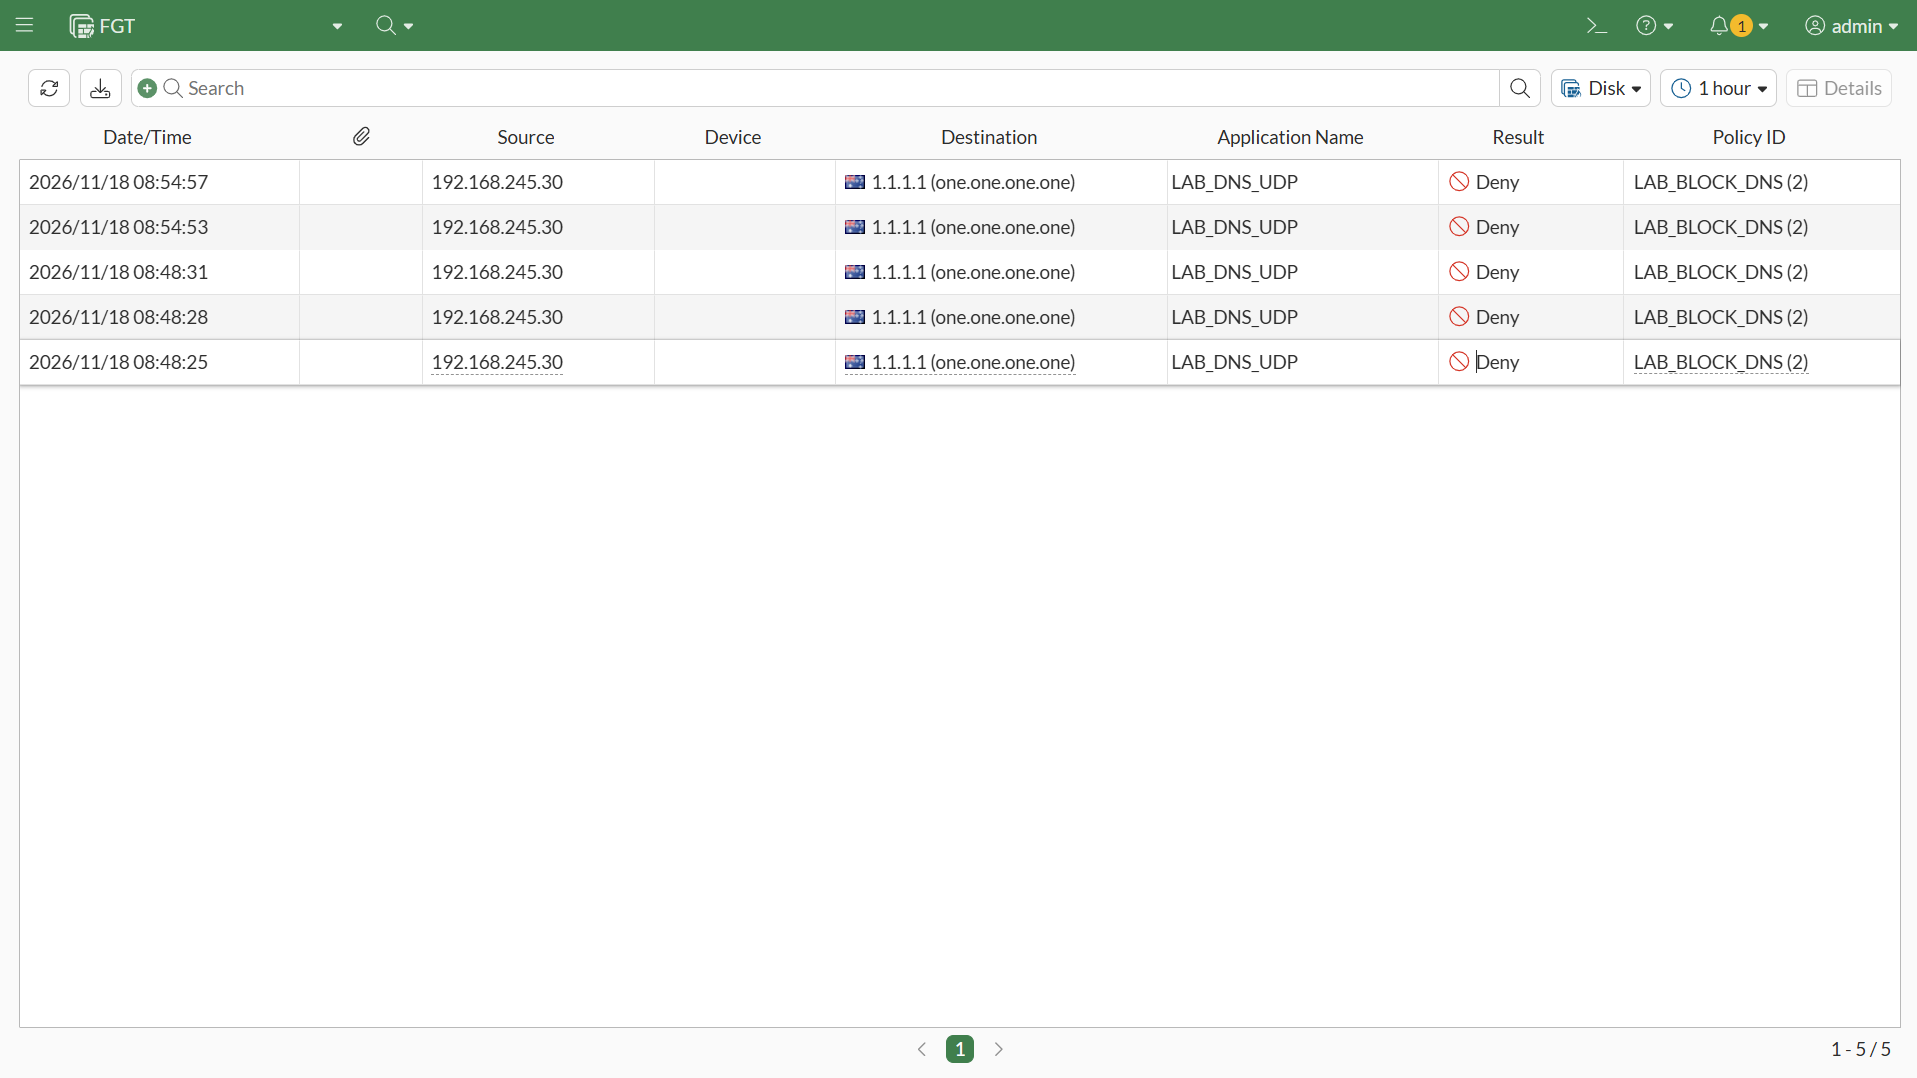 FGT
1
admin
Search
Disk
1 hour
Details
Date/Time Source Device Destination Application Name Result Policy ID
2026/11/18 08:54:57 192.168.245.30 1.1.1.1 (one.one.one.one) LAB_DNS_UDP Deny LAB_BLOCK_DNS (2)
2026/11/18 08:54:53 192.168.245.30 1.1.1.1 (one.one.one.one) LAB_DNS_UDP Deny LAB_BLOCK_DNS (2)
2026/11/18 08:48:31 192.168.245.30 1.1.1.1 (one.one.one.one) LAB_DNS_UDP Deny LAB_BLOCK_DNS (2)
2026/11/18 08:48:28 192.168.245.30 1.1.1.1 (one.one.one.one) LAB_DNS_UDP Deny LAB_BLOCK_DNS (2)
2026/11/18 08:48:25 192.168.245.30 1.1.1.1 (one.one.one.one) LAB_DNS_UDP Deny LAB_BLOCK_DNS (2)
1
1 - 5 / 5